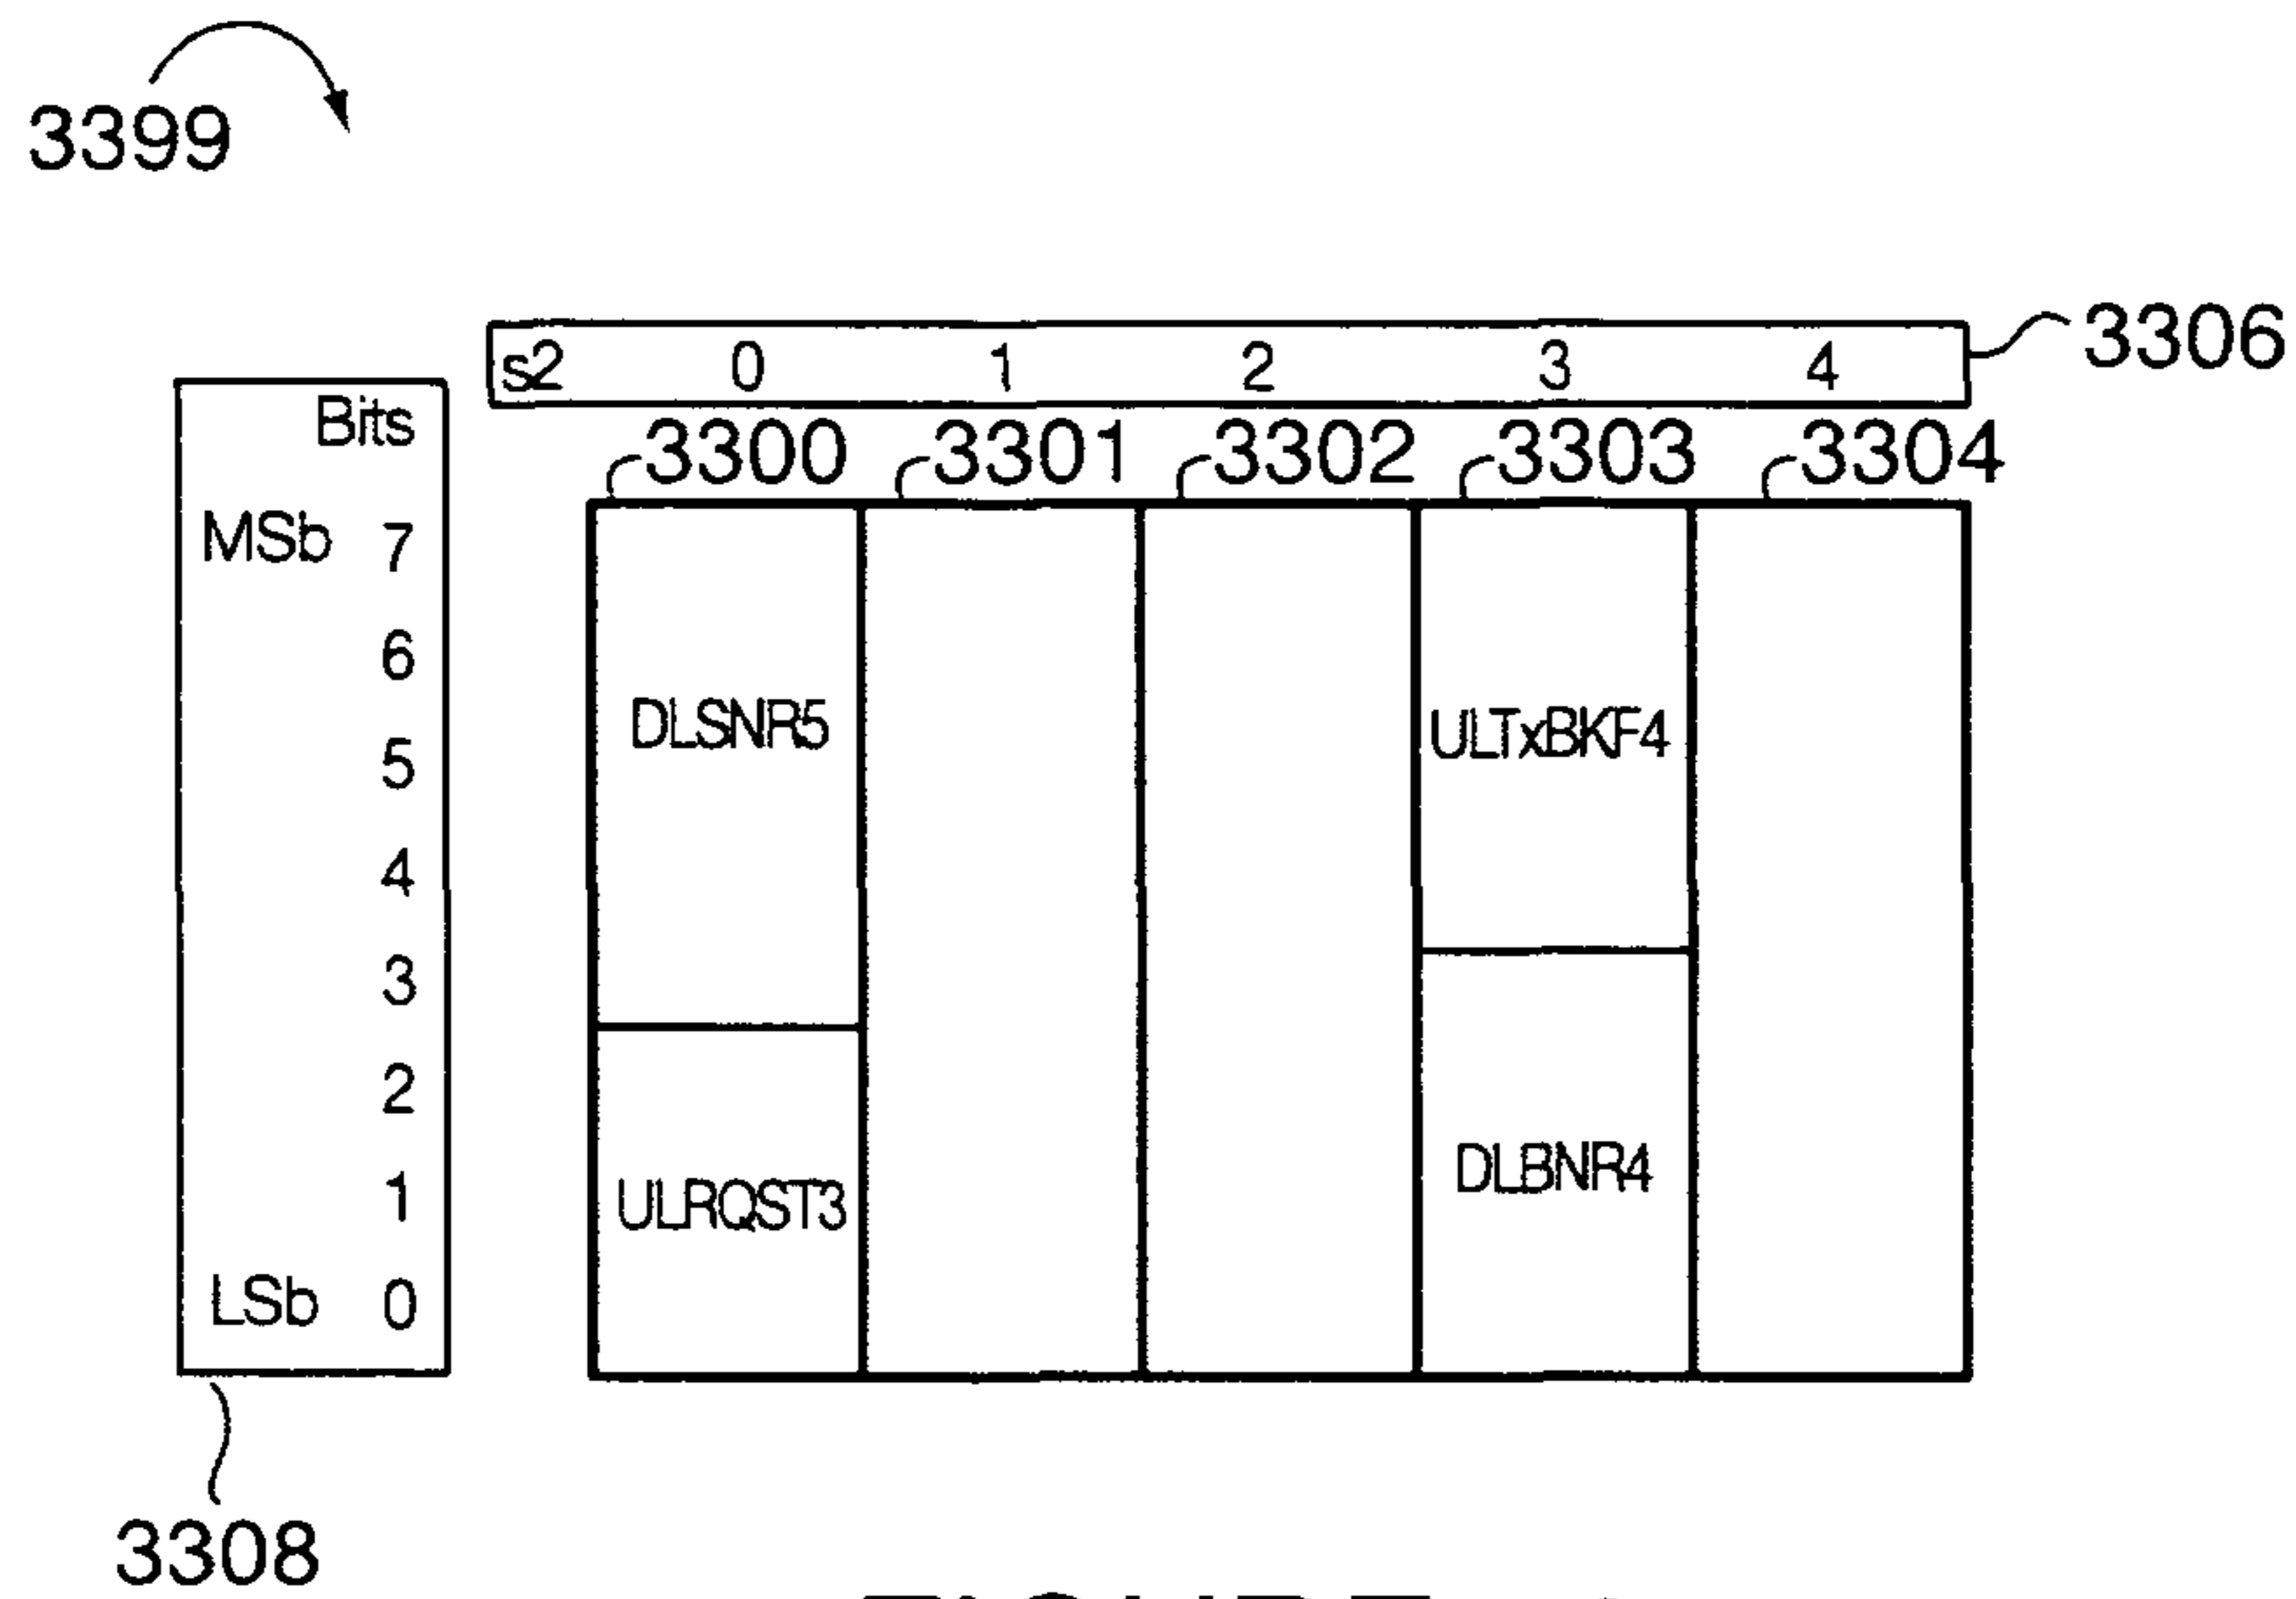 3399
s2 0 1 2 3 4
3306
Bits
3300 3301 3302 3303 3304
MSb 7
6
5
4
3
2
1
LSb 0
DLSNR5
ULTxBKF4
ULRQST3
DLBNR4
3308